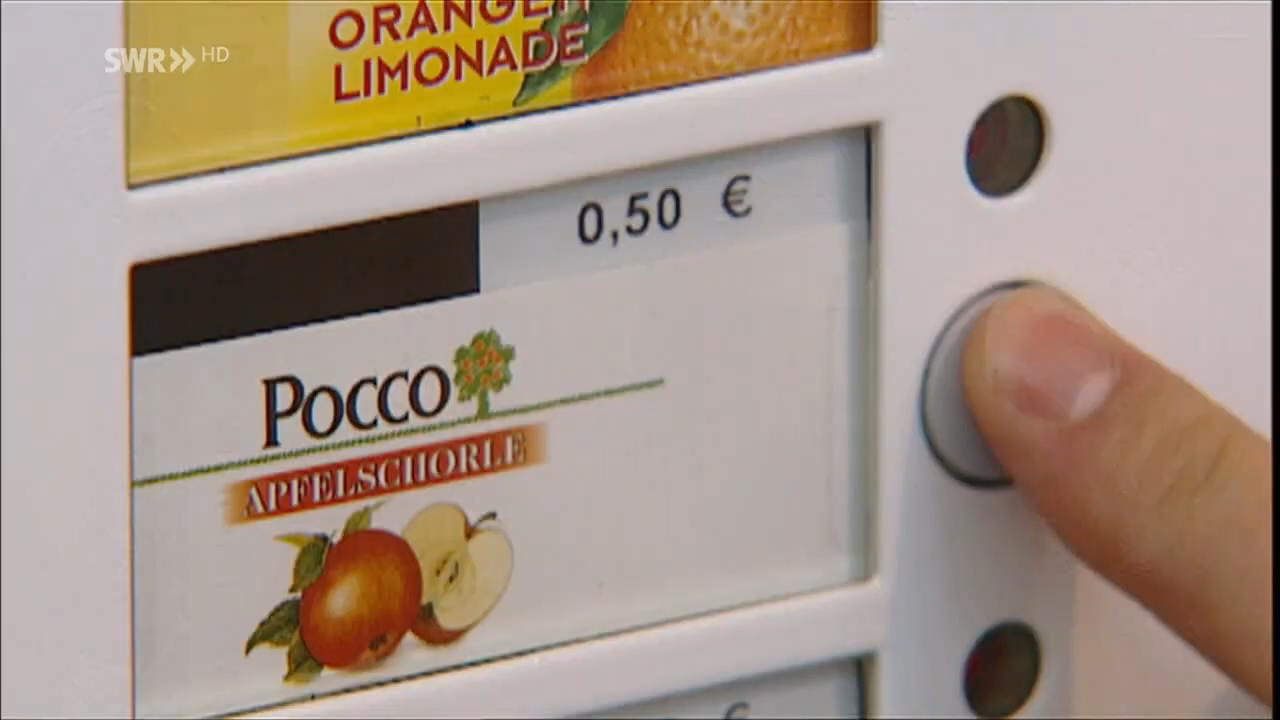 SWR» HD
ORANGEN
LIMONADE
0,50 €
POCCO
APFELSCHORLE
€